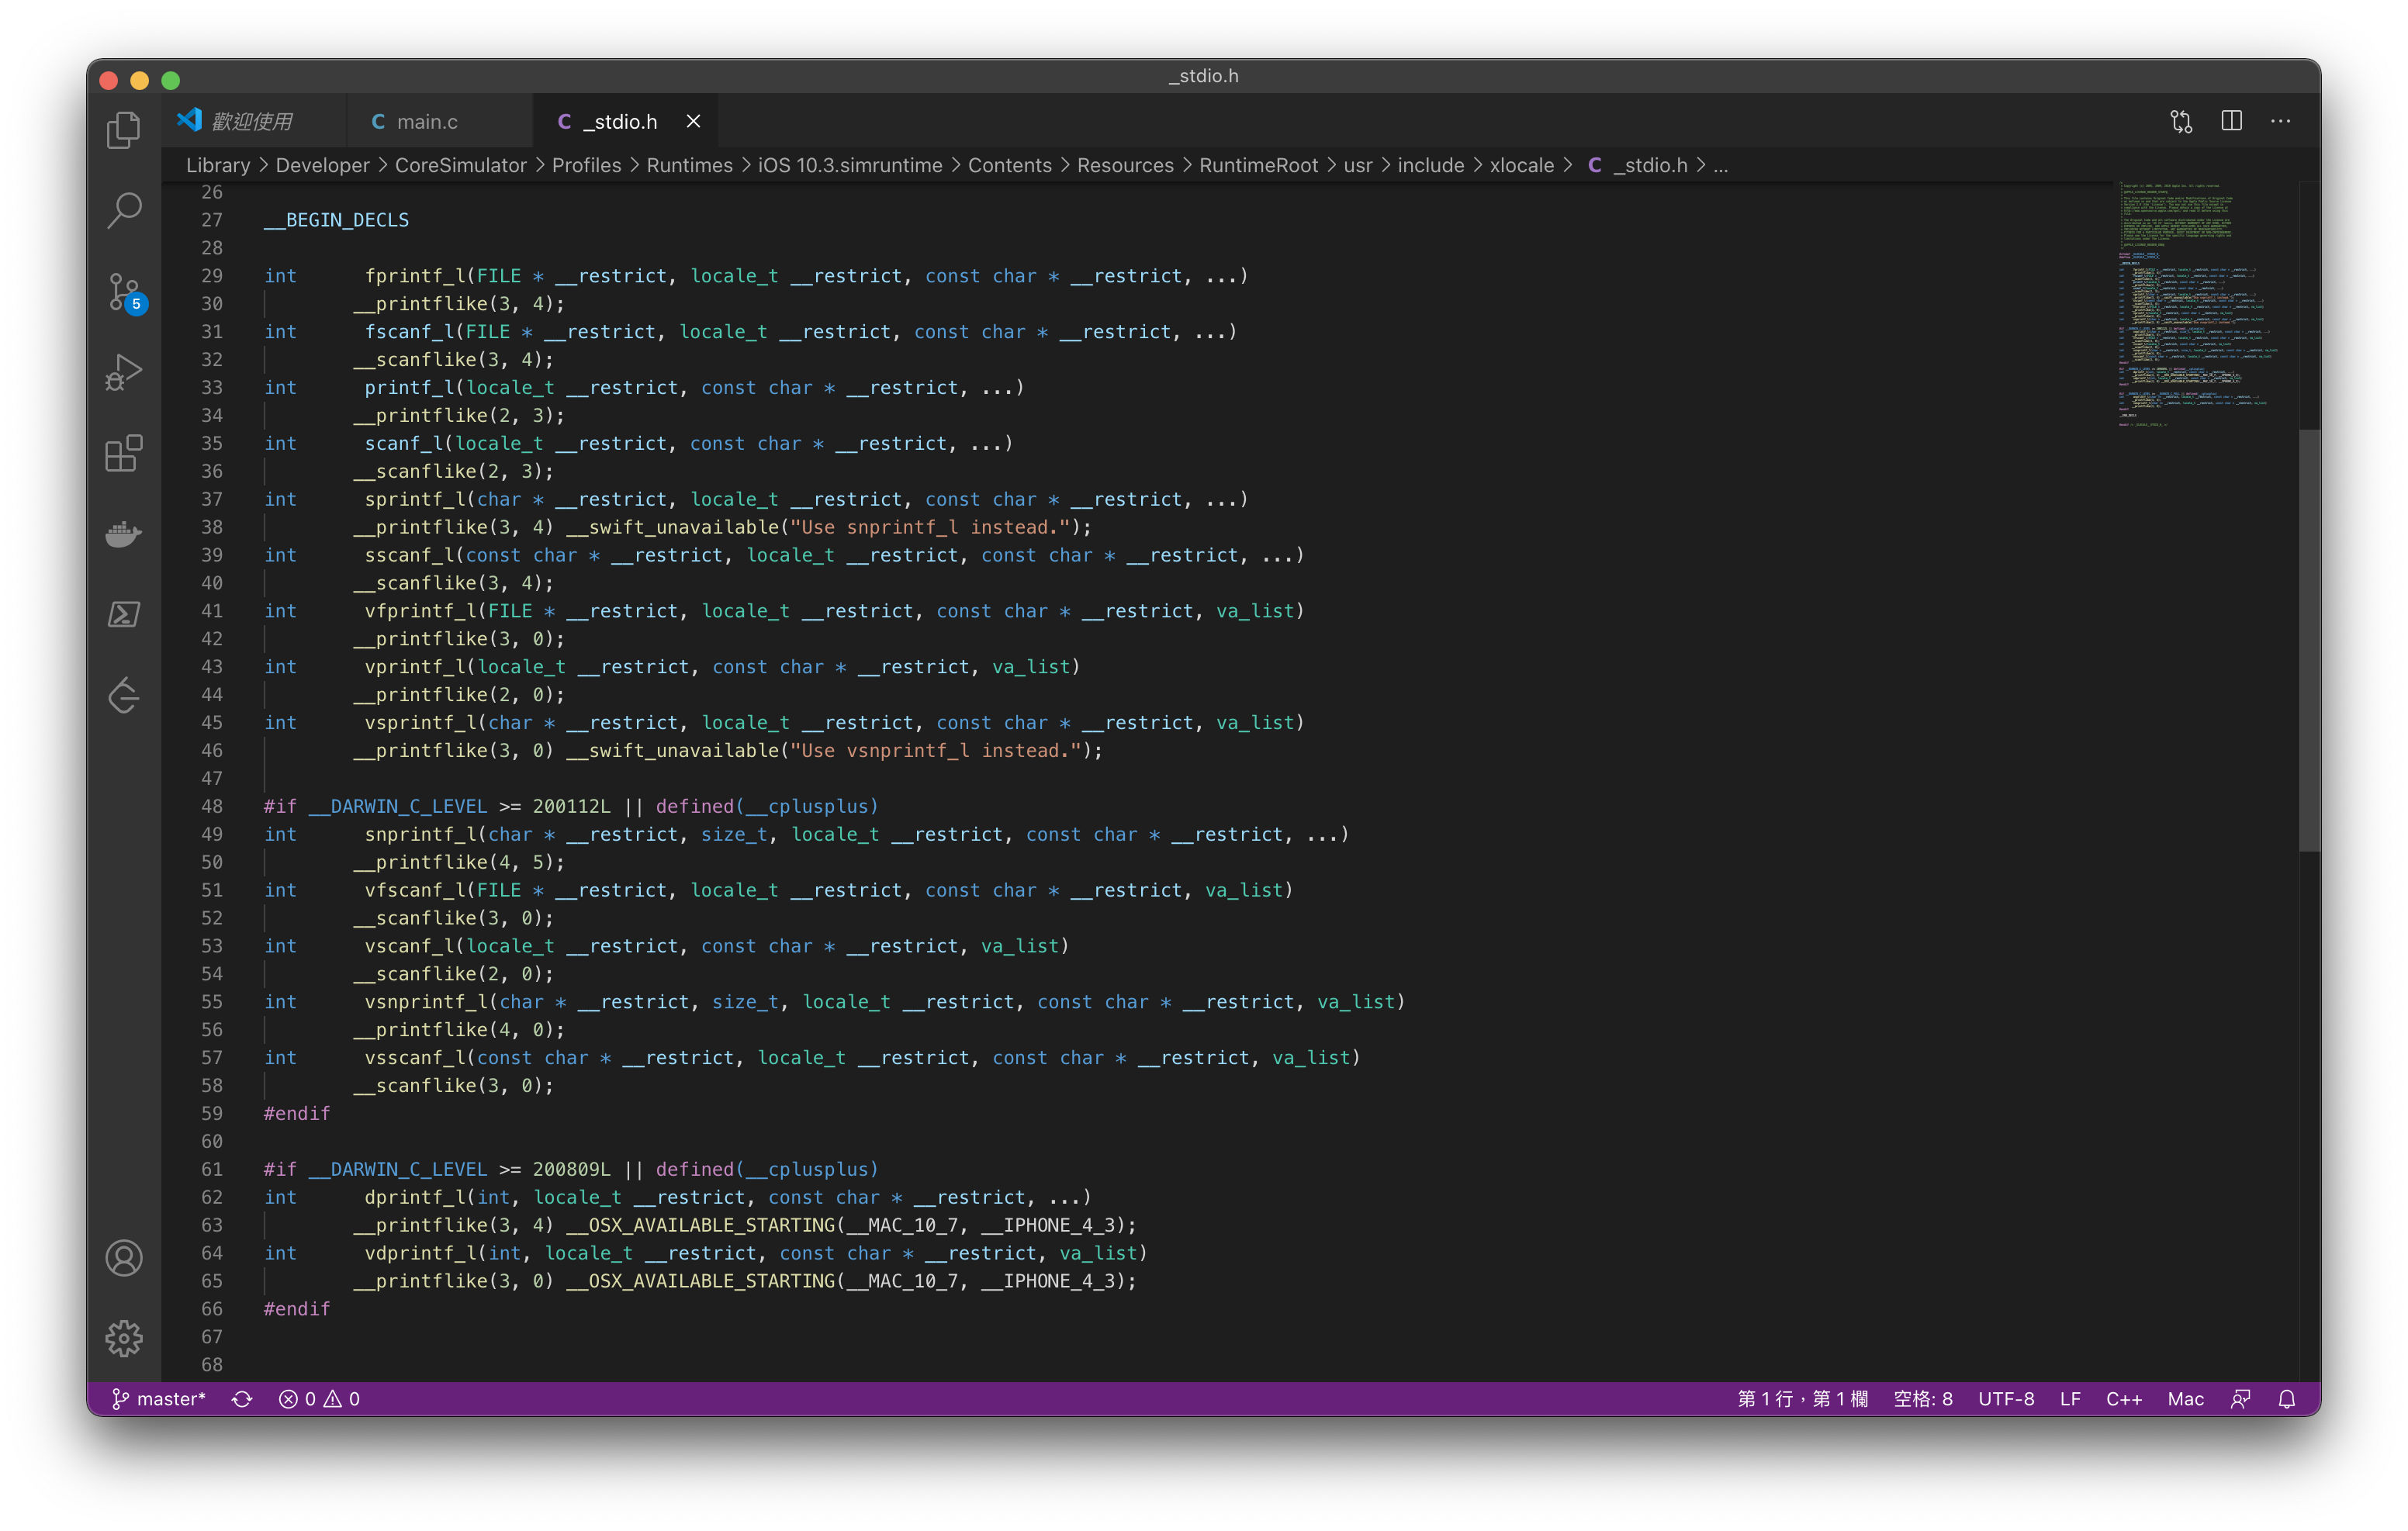 _stdio.h
歡迎使用
main.c
_stdio.h
Library > Developer > CoreSimulator > Profiles > Runtimes > iOS 10.3.simruntime > Contents > Resources > RuntimeRoot > usr > include > xlocale > C _stdio.h > ...
26
27 __BEGIN_DECLS
28
29 int fprintf_l(FILE * __restrict, locale_t __restrict, const char * __restrict, ...)
30 __printflike(3, 4);
31 int fscanf_l(FILE * __restrict, locale_t __restrict, const char * __restrict, ...)
32 __scanflike(3, 4);
33 int printf_l(locale_t __restrict, const char * __restrict, ...)
34 __printflike(2, 3);
35 int scanf_l(locale_t __restrict, const char * __restrict, ...)
36 __scanflike(2, 3);
37 int sprintf_l(char * __restrict, locale_t __restrict, const char * __restrict, ...)
38 __printflike(3, 4) __swift_unavailable("Use snprintf_l instead.");
39 int sscanf_l(const char * __restrict, locale_t __restrict, const char * __restrict, ...)
40 __scanflike(3, 4);
41 int vfprintf_l(FILE * __restrict, locale_t __restrict, const char * __restrict, va_list)
42 __printflike(3, 0);
43 int vprintf_l(locale_t __restrict, const char * __restrict, va_list)
44 __printflike(2, 0);
45 int vsprintf_l(char * __restrict, locale_t __restrict, const char * __restrict, va_list)
46 __printflike(3, 0) __swift_unavailable("Use vsnprintf_l instead.");
47
48 #if __DARWIN_C_LEVEL >= 200112L || defined(__cplusplus)
49 int snprintf_l(char * __restrict, size_t, locale_t __restrict, const char * __restrict, ...)
50 __printflike(4, 5);
51 int vfscanf_l(FILE * __restrict, locale_t __restrict, const char * __restrict, va_list)
52 __scanflike(3, 0);
53 int vscanf_l(locale_t __restrict, const char * __restrict, va_list)
54 __scanflike(2, 0);
55 int vsnprintf_l(char * __restrict, size_t, locale_t __restrict, const char * __restrict, va_list)
56 __printflike(4, 0);
57 int vsscanf_l(const char * __restrict, locale_t __restrict, const char * __restrict, va_list)
58 __scanflike(3, 0);
59 #endif
60
61 #if __DARWIN_C_LEVEL >= 200809L || defined(__cplusplus)
62 int dprintf_l(int, locale_t __restrict, const char * __restrict, ...)
63 __printflike(3, 4) __OSX_AVAILABLE_STARTING(__MAC_10_7, __IPHONE_4_3);
64 int vdprintf_l(int, locale_t __restrict, const char * __restrict, va_list)
65 __printflike(3, 0) __OSX_AVAILABLE_STARTING(__MAC_10_7, __IPHONE_4_3);
66 #endif
67
68
5
master* 0 0 第 1 行，第 1 欄 空格: 8 UTF-8 LF C++ Mac